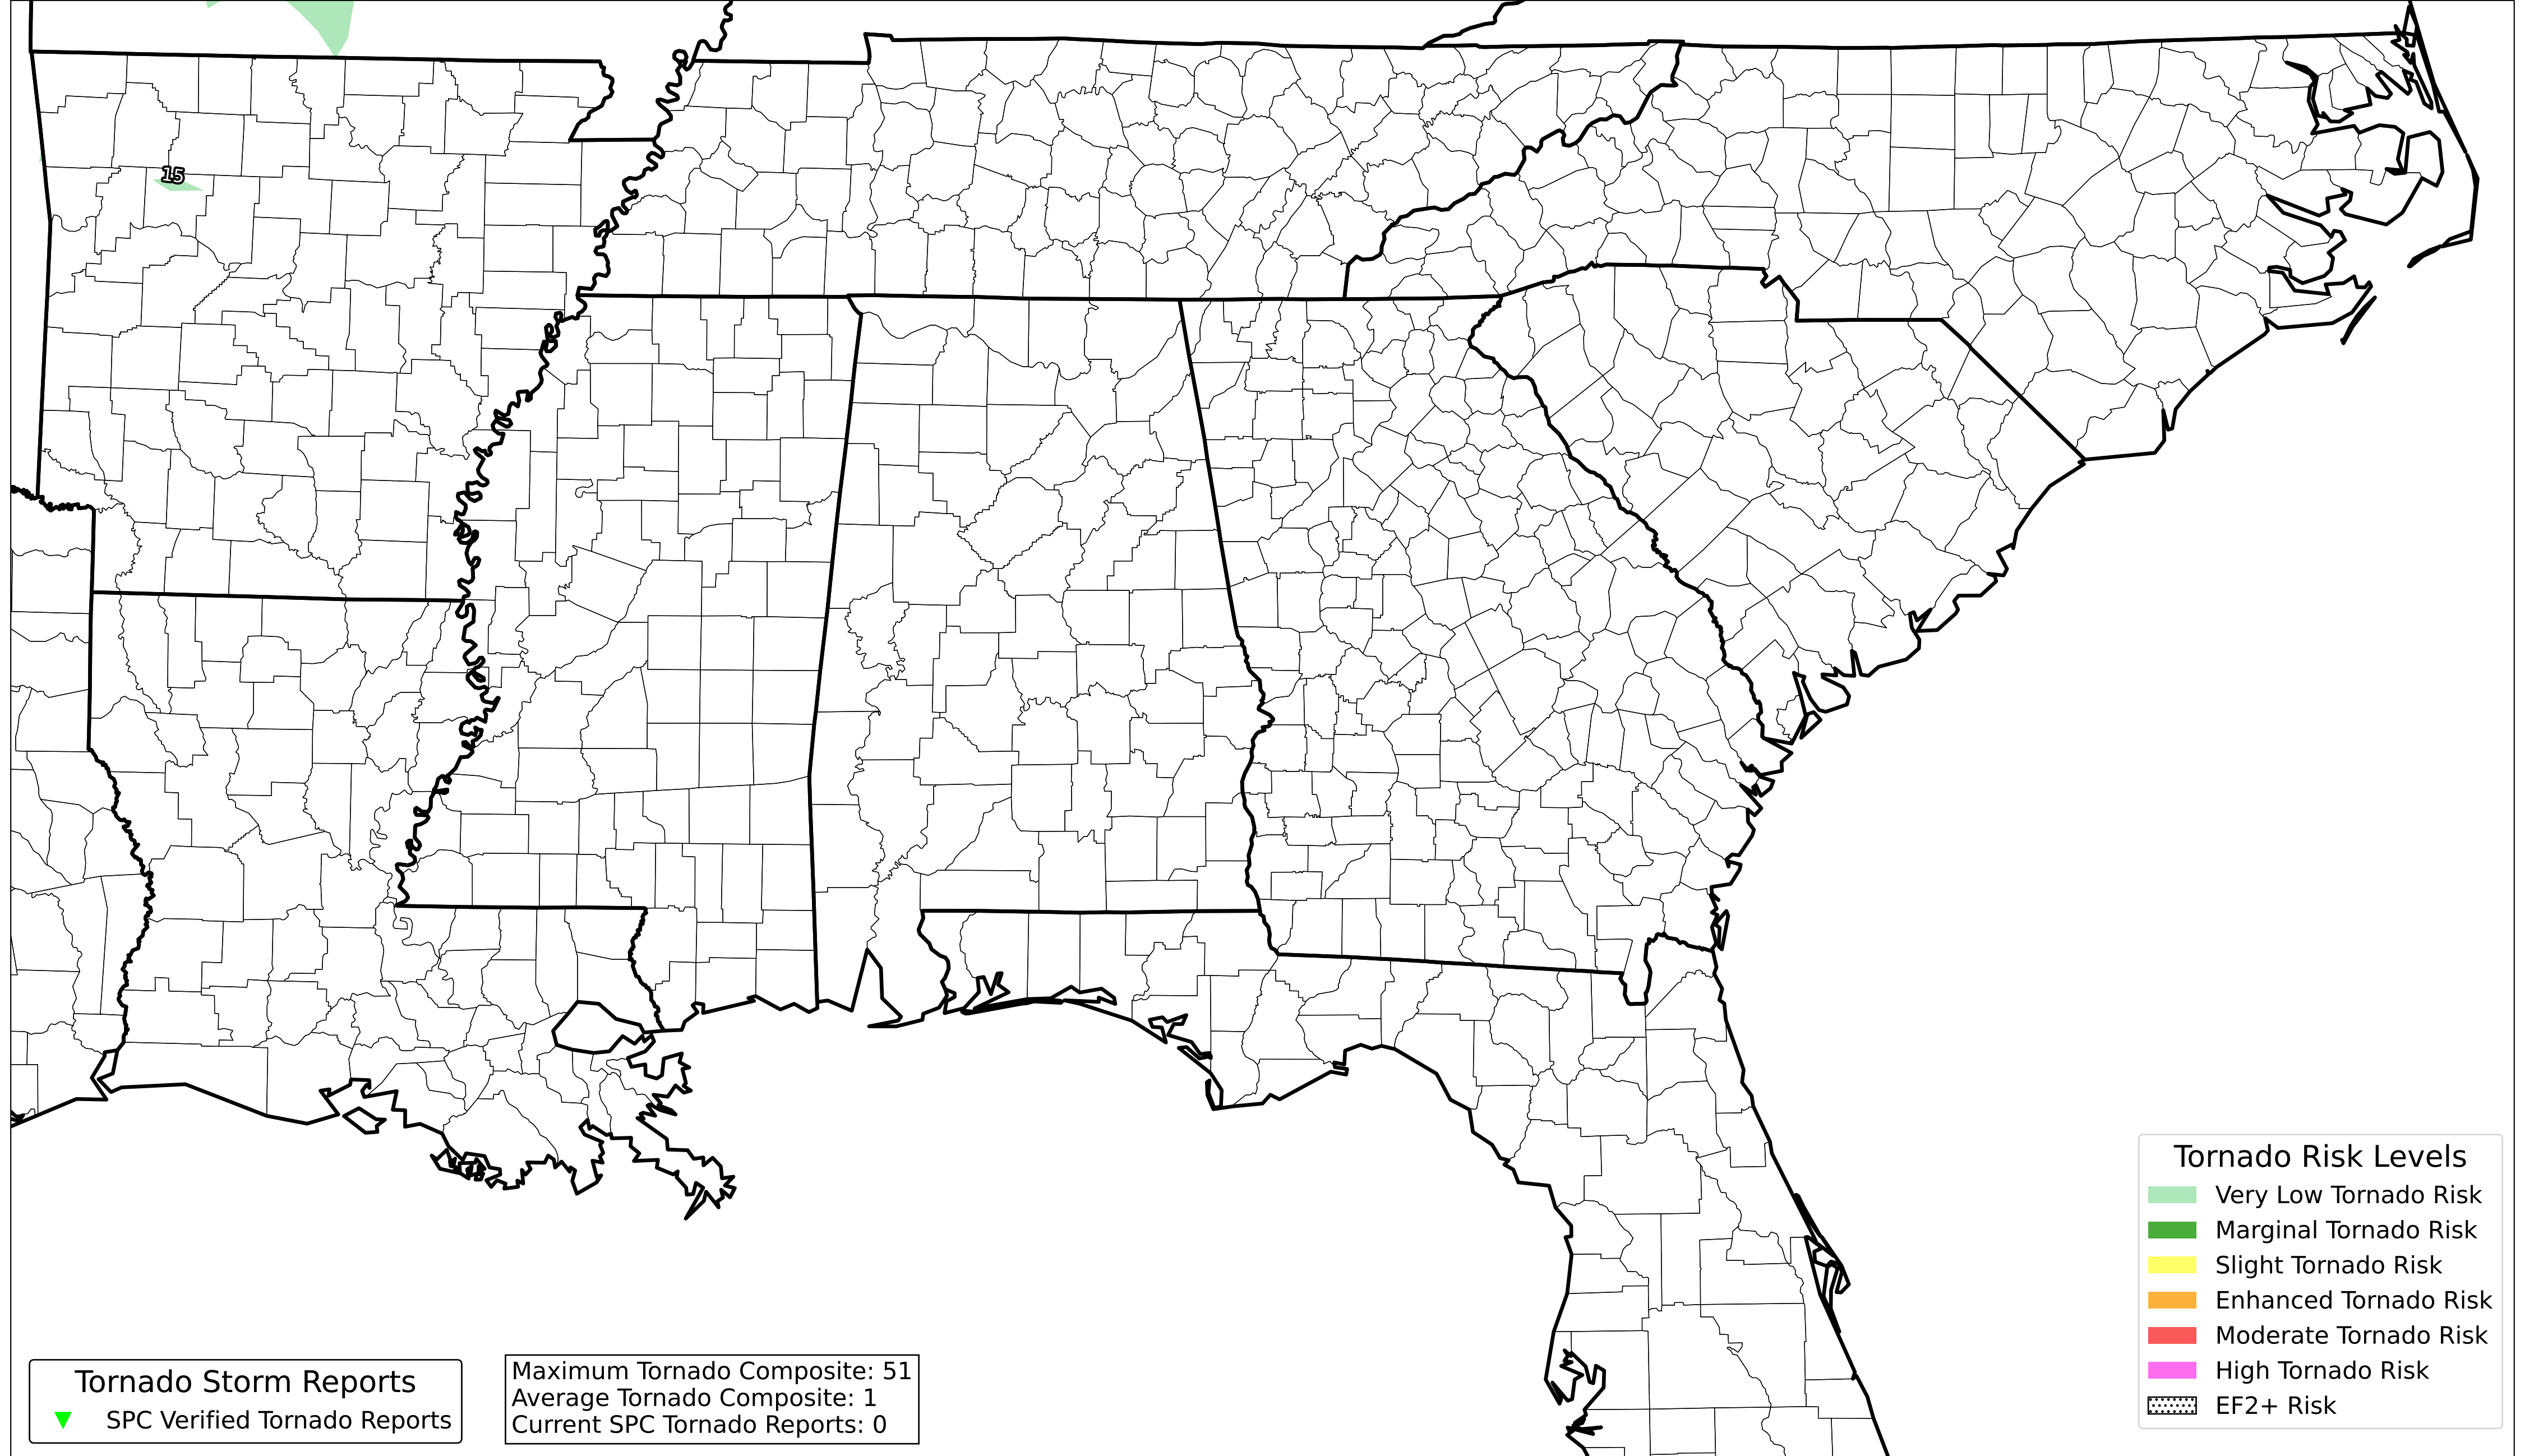 15
Tornado Storm Reports
SPC Verified Tornado Reports
Maximum Tornado Composite: 51
Average Tornado Composite: 1
Current SPC Tornado Reports: 0
Tornado Risk Levels
Very Low Tornado Risk
Marginal Tornado Risk
Slight Tornado Risk
Enhanced Tornado Risk
Moderate Tornado Risk
High Tornado Risk
EF2+ Risk